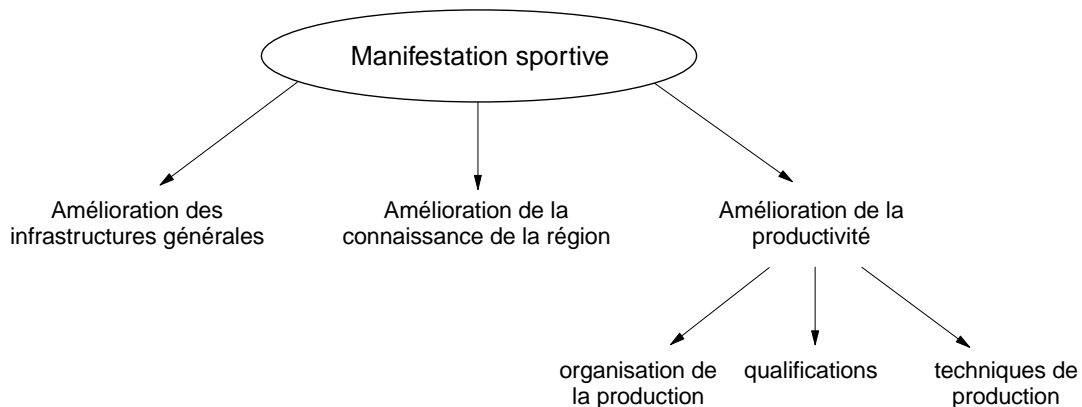 Manifestation sportive
Amélioration des
infrastructures générales
Amélioration de la
connaissance de la région
Amélioration de la
productivité
organisation de
la production
qualifications
techniques de
production